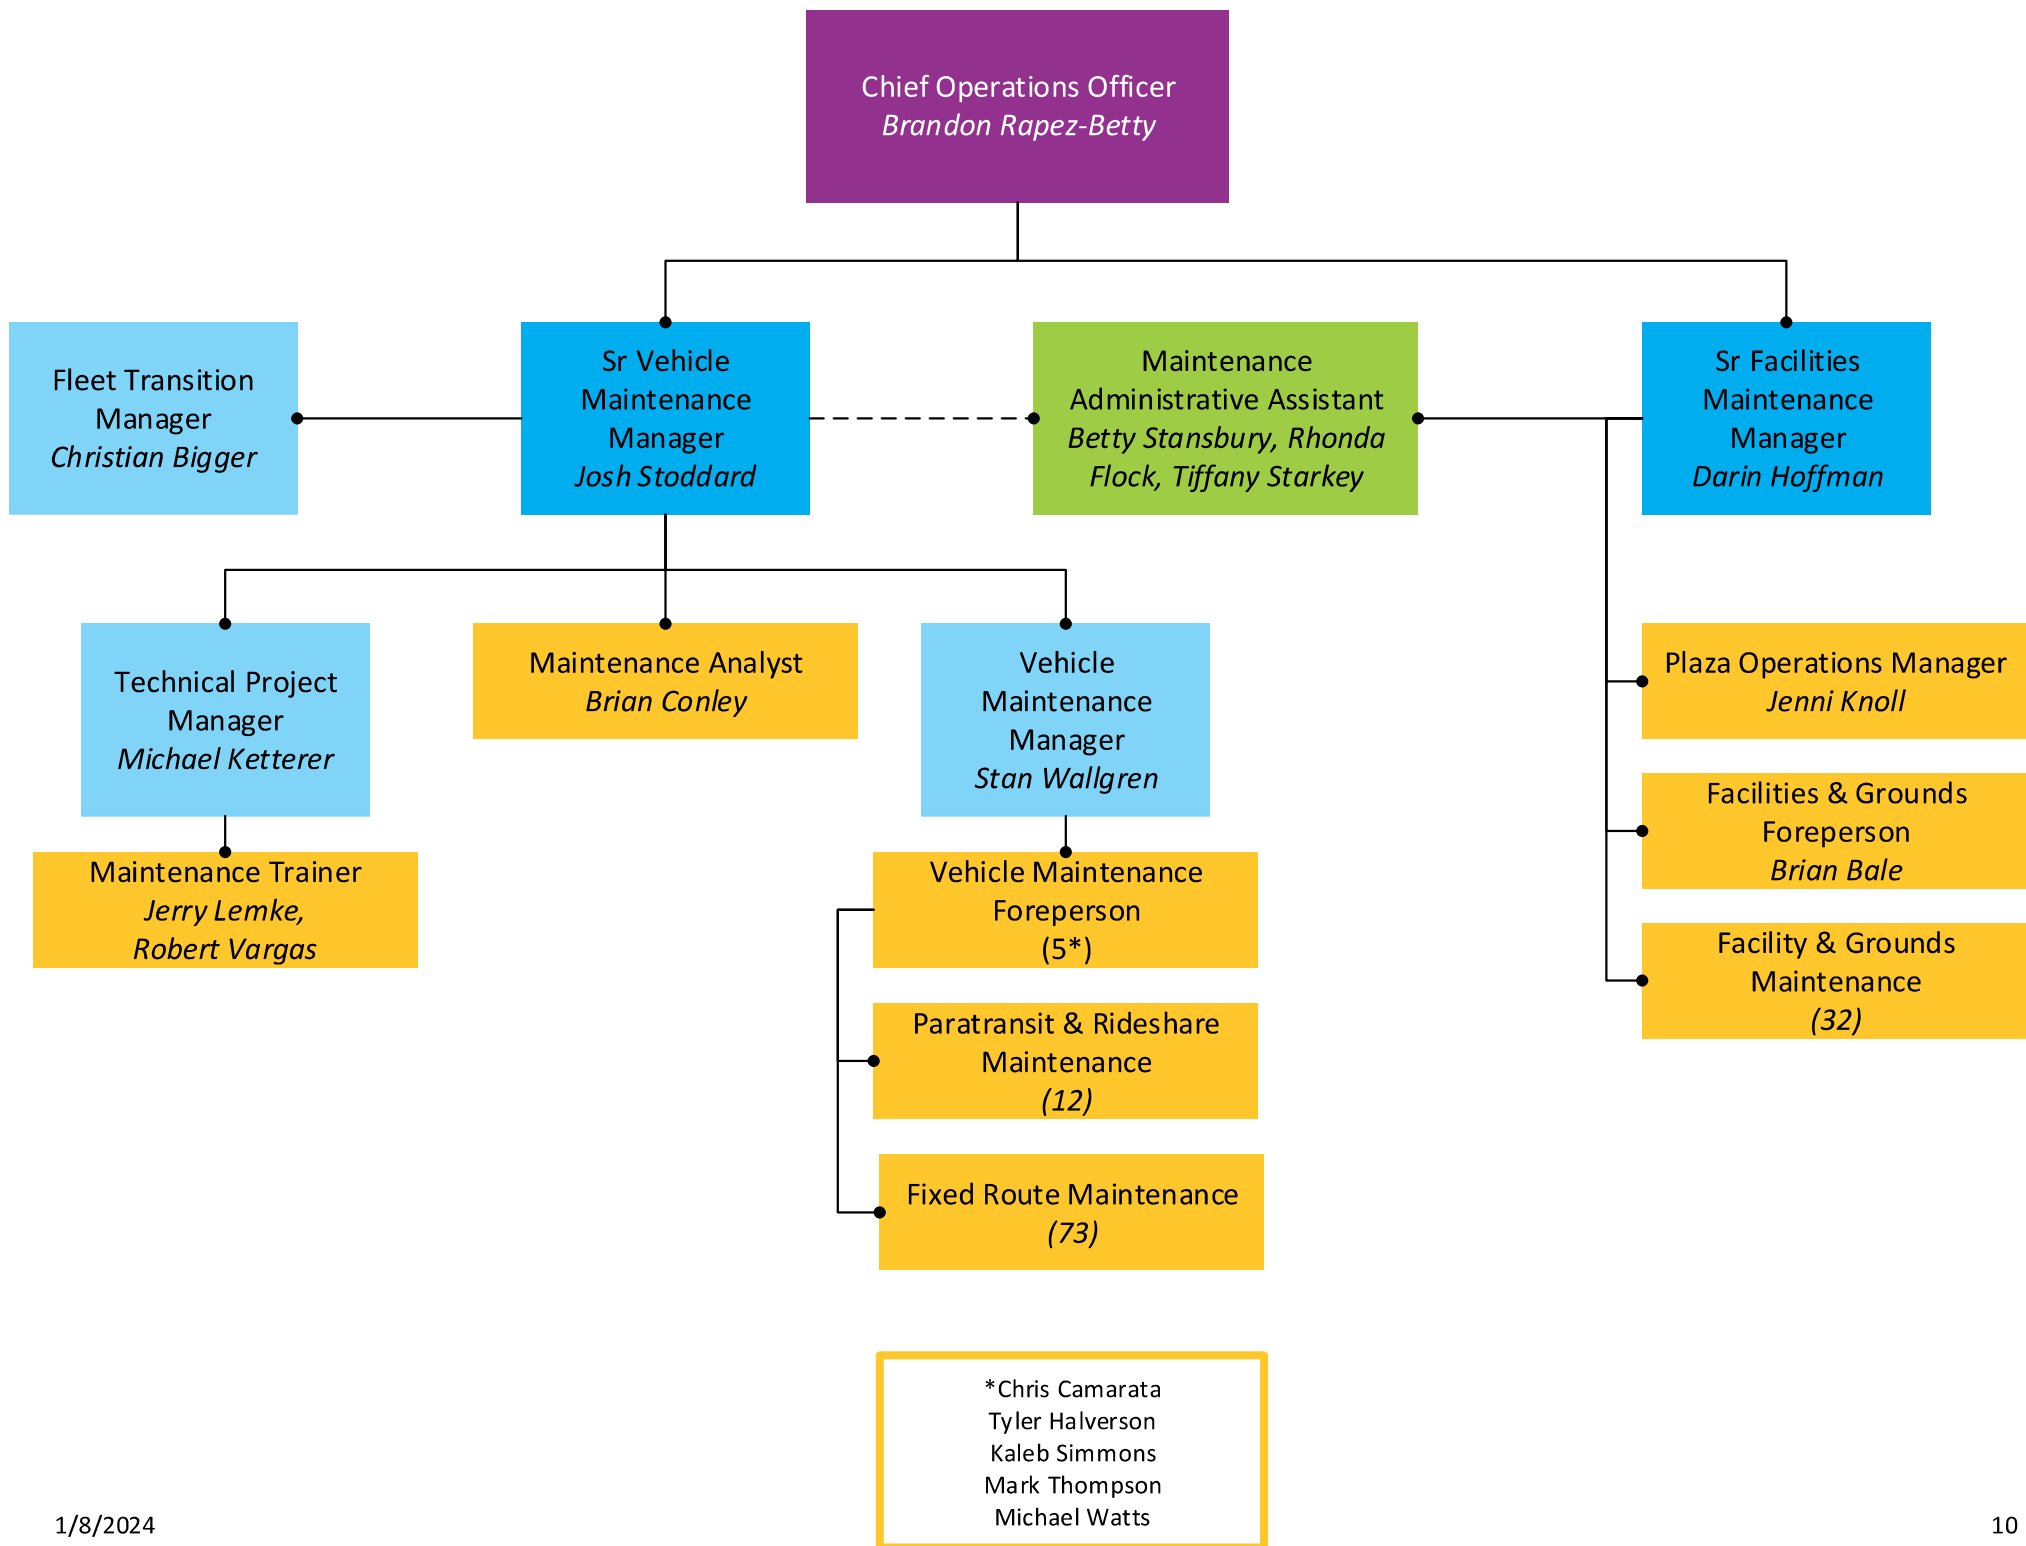 Chief Operations Officer
Brandon Rapez-Betty
Fleet Transition
Manager
Christian Bigger
Sr Vehicle
Maintenance
Manager
Josh Stoddard
Maintenance
Administrative Assistant
Betty Stansbury, Rhonda
Flock, Tiffany Starkey
Sr Facilities
Maintenance
Manager
Darin Hoffman
Technical Project
Manager
Michael Ketterer
Maintenance Analyst
Brian Conley
Vehicle
Maintenance
Manager
Stan Wallgren
Plaza Operations Manager
Jenni Knoll
Facilities & Grounds
Foreperson
Brian Bale
Maintenance Trainer
Jerry Lemke,
Robert Vargas
Vehicle Maintenance
Foreperson
(5*)
Facility & Grounds
Maintenance
(32)
Paratransit & Rideshare
Maintenance
(12)
Fixed Route Maintenance
(73)
*Chris Camarata
Tyler Halverson
Kaleb Simmons
Mark Thompson
Michael Watts
1/8/2024
10